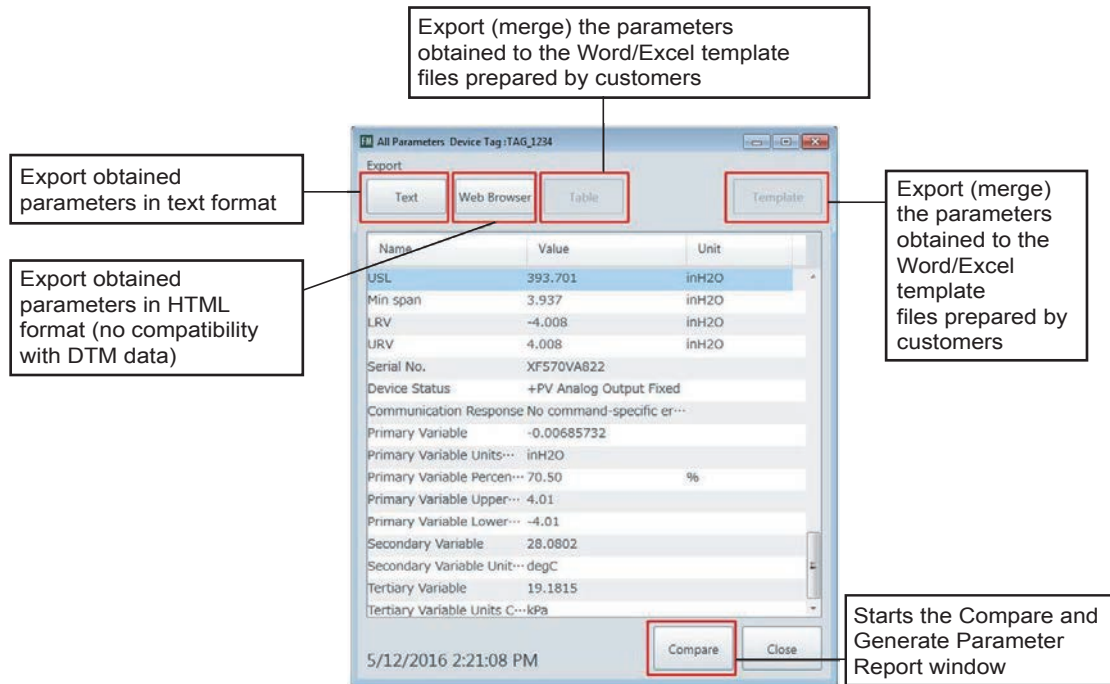 Export (merge) the parameters
obtained to the Word/Excel template
files prepared by customers
Export obtained
parameters in text format
Export obtained
parameters in HTML
format (no compatibility
with DTM data)
FM All Parameters Device Tag :TAG_1234
Export
Text Web Browser Table Template
Name Value Unit
USL 393.701 inH2O
Min span 3.937 inH2O
LRV -4.008 inH2O
URV 4.008 inH2O
Serial No. XF570VA822
Device Status +PV Analog Output Fixed
Communication Response No command-specific er···
Primary Variable -0.00685732
Primary Variable Units··· inH2O
Primary Variable Percen··· 70.50 %
Primary Variable Upper··· 4.01
Primary Variable Lower··· -4.01
Secondary Variable 28.0802
Secondary Variable Unit··· degC
Tertiary Variable 19.1815
Tertiary Variable Units C··· kPa
5/12/2016 2:21:08 PM
Compare Close
Export (merge)
the parameters
obtained to the
Word/Excel
template
files prepared by
customers
Starts the Compare and
Generate Parameter
Report window